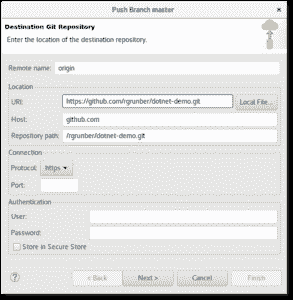 Push Branch master
Destination Git Repository
Enter the location of the destination repository.
Remote name: origin
Location
URI: https://github.com/rgrunber/dotnet-demo.git Local File...
Host: github.com
Repository path: /rgrunber/dotnet-demo.git
Connection
Protocol: https
Port:
Authentication
User:
Password:
Store in Secure Store
< Back Next > Cancel Finish